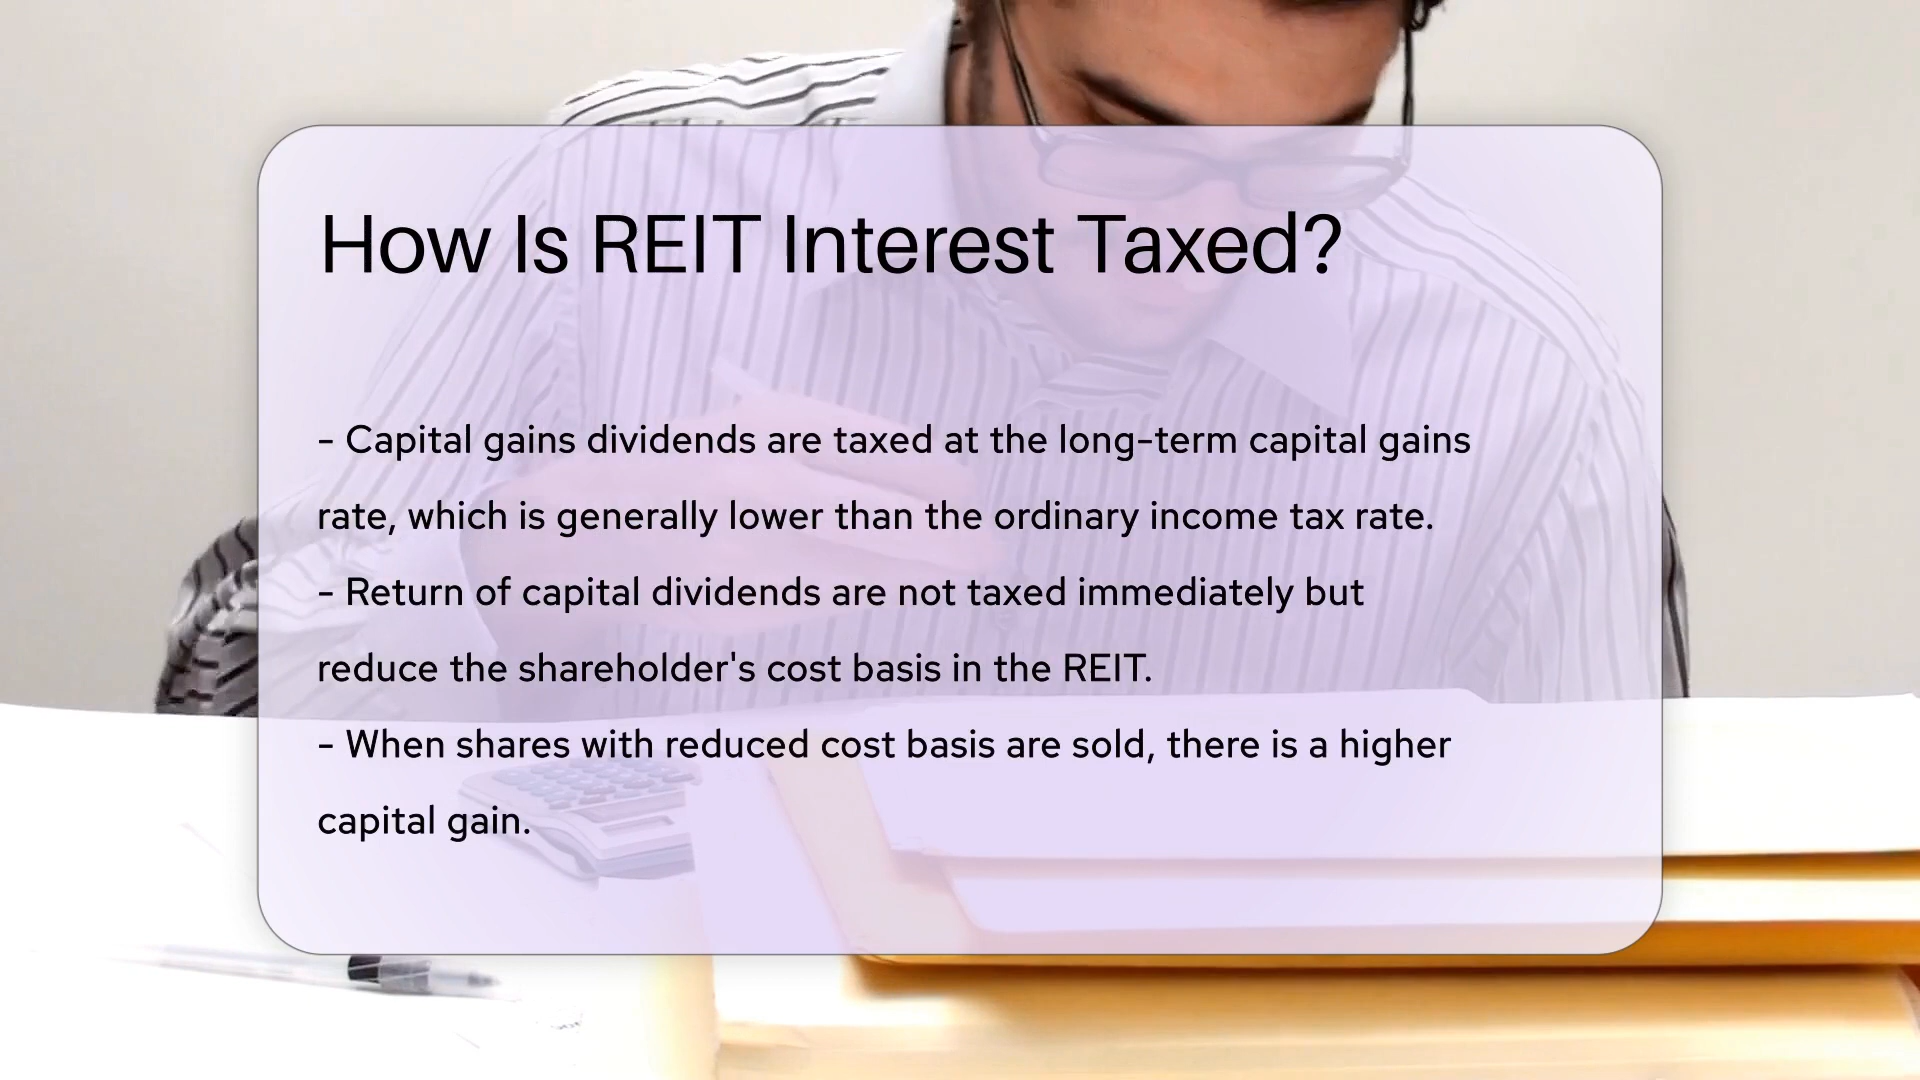 How Is REIT Interest Taxed?
- Capital gains dividends are taxed at the long-term capital gains
rate, which is generally lower than the ordinary income tax rate.
- Return of capital dividends are not taxed immediately but
reduce the shareholder's cost basis in the REIT.
- When shares with reduced cost basis are sold, there is a higher
capital gain.